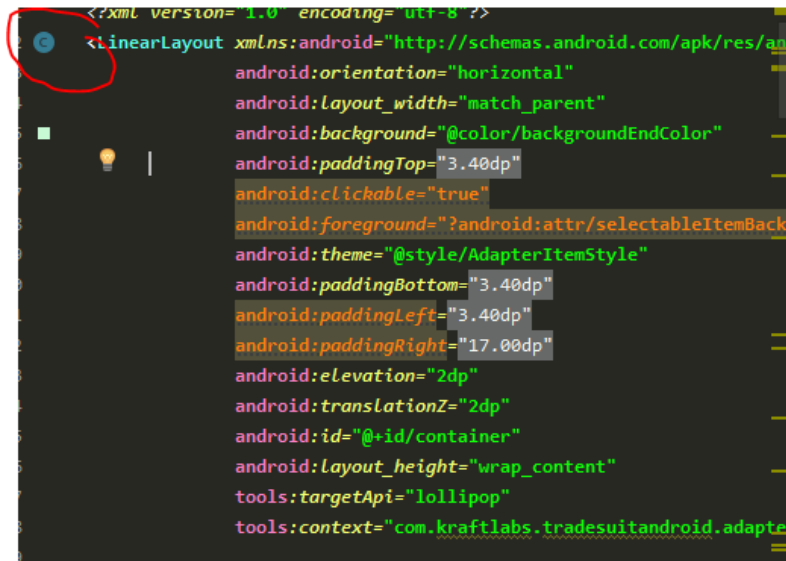 <?xml version="1.0" encoding="utf-8"?>
C <LinearLayout xmlns:android="http://schemas.android.com/apk/res/an
android:orientation="horizontal"
android:layout_width="match_parent"
android:background="@color/backgroundEndColor"
android:paddingTop="3.40dp"
android:clickable="true"
android:foreground="?android:attr/selectableItemBack
android:theme="@style/AdapterItemStyle"
android:paddingBottom="3.40dp"
android:paddingLeft="3.40dp"
android:paddingRight="17.00dp"
android:elevation="2dp"
android:translationZ="2dp"
android:id="@+id/container"
android:layout_height="wrap_content"
tools:targetApi="lollipop"
tools:context="com.kraftlabs.tradesuitandroid.adapte